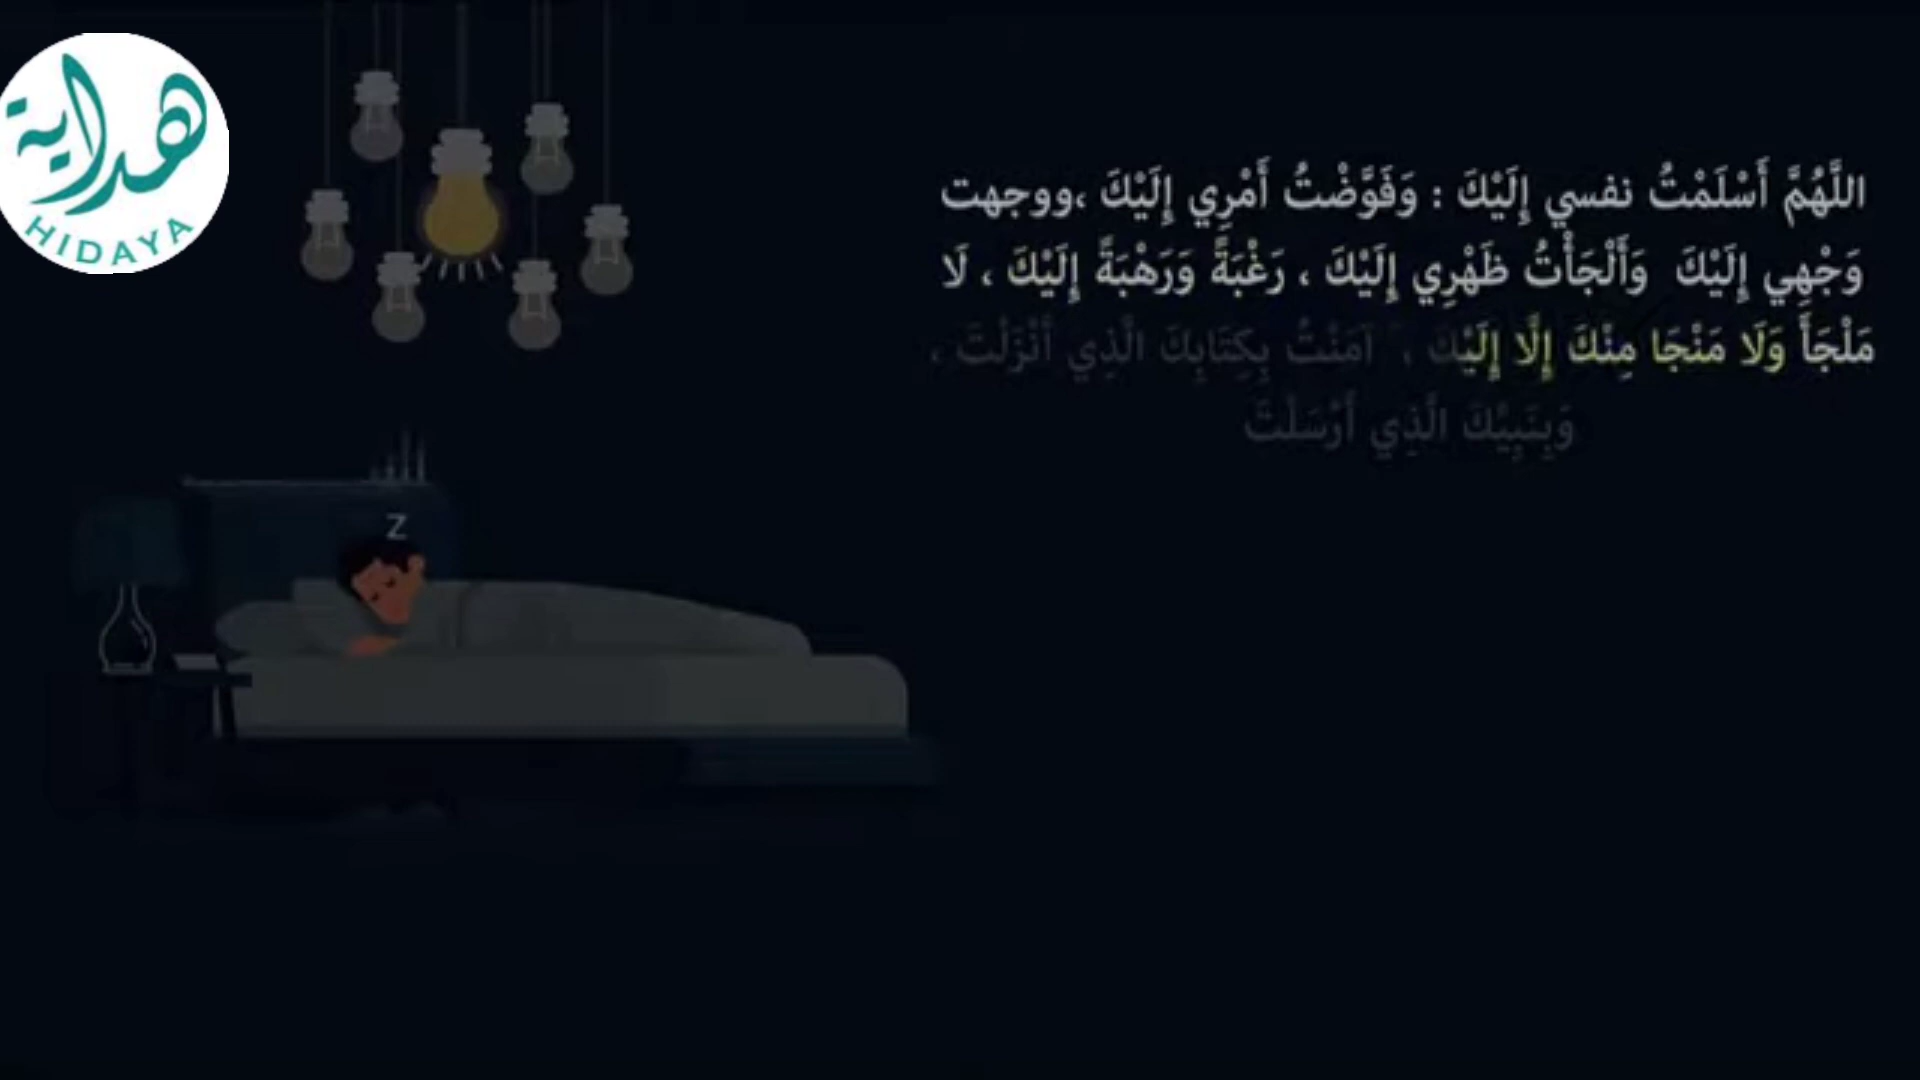 هداية
HIDAYA
اللَّهُمَّ أَسْلَمْتُ نفسي إِلَيْكَ : وَفَوَّضْتُ أَمْرِي إِلَيْكَ ،ووجهت
وَجْهِي إِلَيْكَ وَأَلْجَأْتُ ظَهْرِي إِلَيْكَ ، رَغْبَةً وَرَهْبَةً إِلَيْكَ ، لَا
مَلْجَأَ وَلَا مَنْجَا مِنْكَ إِلَّا إِلَيْكَ ، آمَنْتُ بِكِتَابِكَ الَّذِي أَنْزَلْتَ ،
وَبِنَبِيِّكَ الَّذِي أَرْسَلْتَ
Z